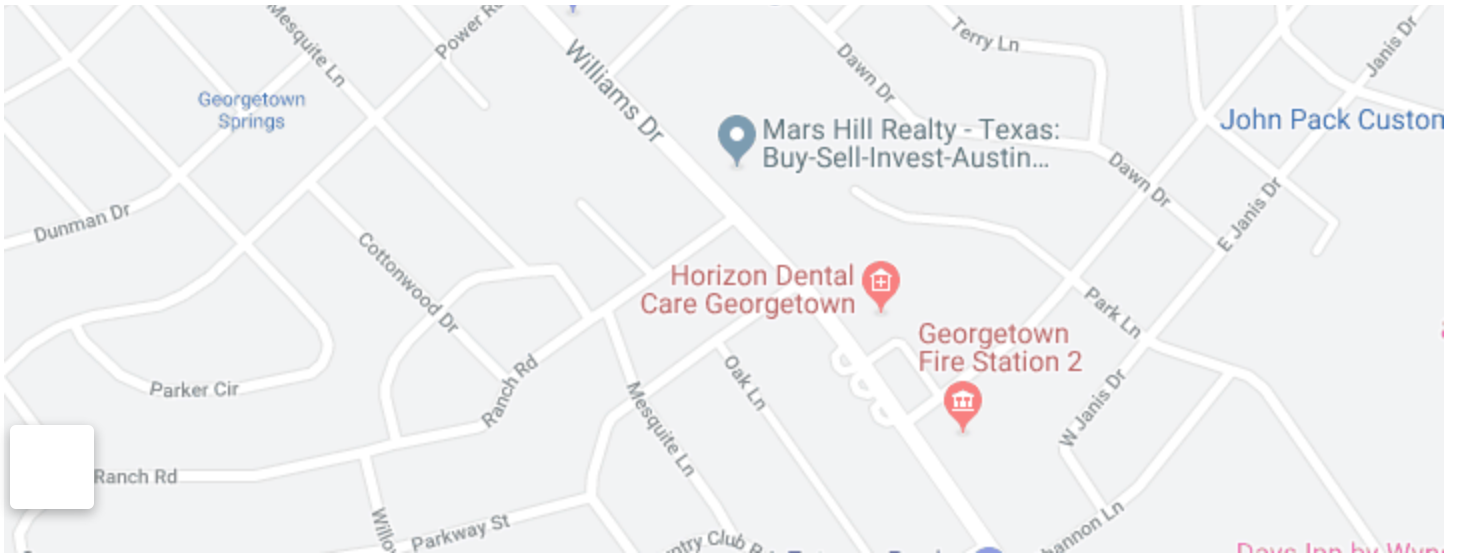 Mesquite Ln
Power Rd
Williams Dr
Terry Ln
Janis Dr
Dawn Dr
Georgetown
Springs
Mars Hill Realty - Texas:
Buy-Sell-Invest-Austin...
John Pack Custom
Dawn Dr
Dunman Dr
E Janis Dr
Cottonwood Dr
Horizon Dental
Care Georgetown
Park Ln
Georgetown
Fire Station 2
Parker Cir
Ranch Rd
Oak Ln
Mesquite Ln
W Janis Dr
Ranch Rd
Parkway St